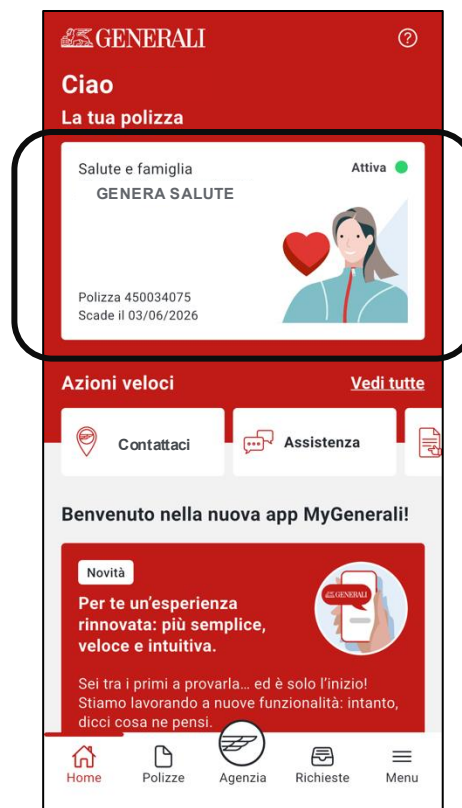 GENERALI
Ciao
La tua polizza
Salute e famiglia
Attiva
GENERA SALUTE
Polizza 450034075
Scade il 03/06/2026
Azioni veloci
Vedi tutte
Contattaci
Assistenza
Benvenuto nella nuova app MyGenerali!
Novità
GENERALI
Per te un’esperienza
rinnovata: più semplice,
veloce e intuitiva.
Sei tra i primi a provarla… ed è solo l’inizio!
Stiamo lavorando a nuove funzionalità: intanto,
dicci cosa ne pensi.
Home
Polizze
Agenzia
Richieste
Menu